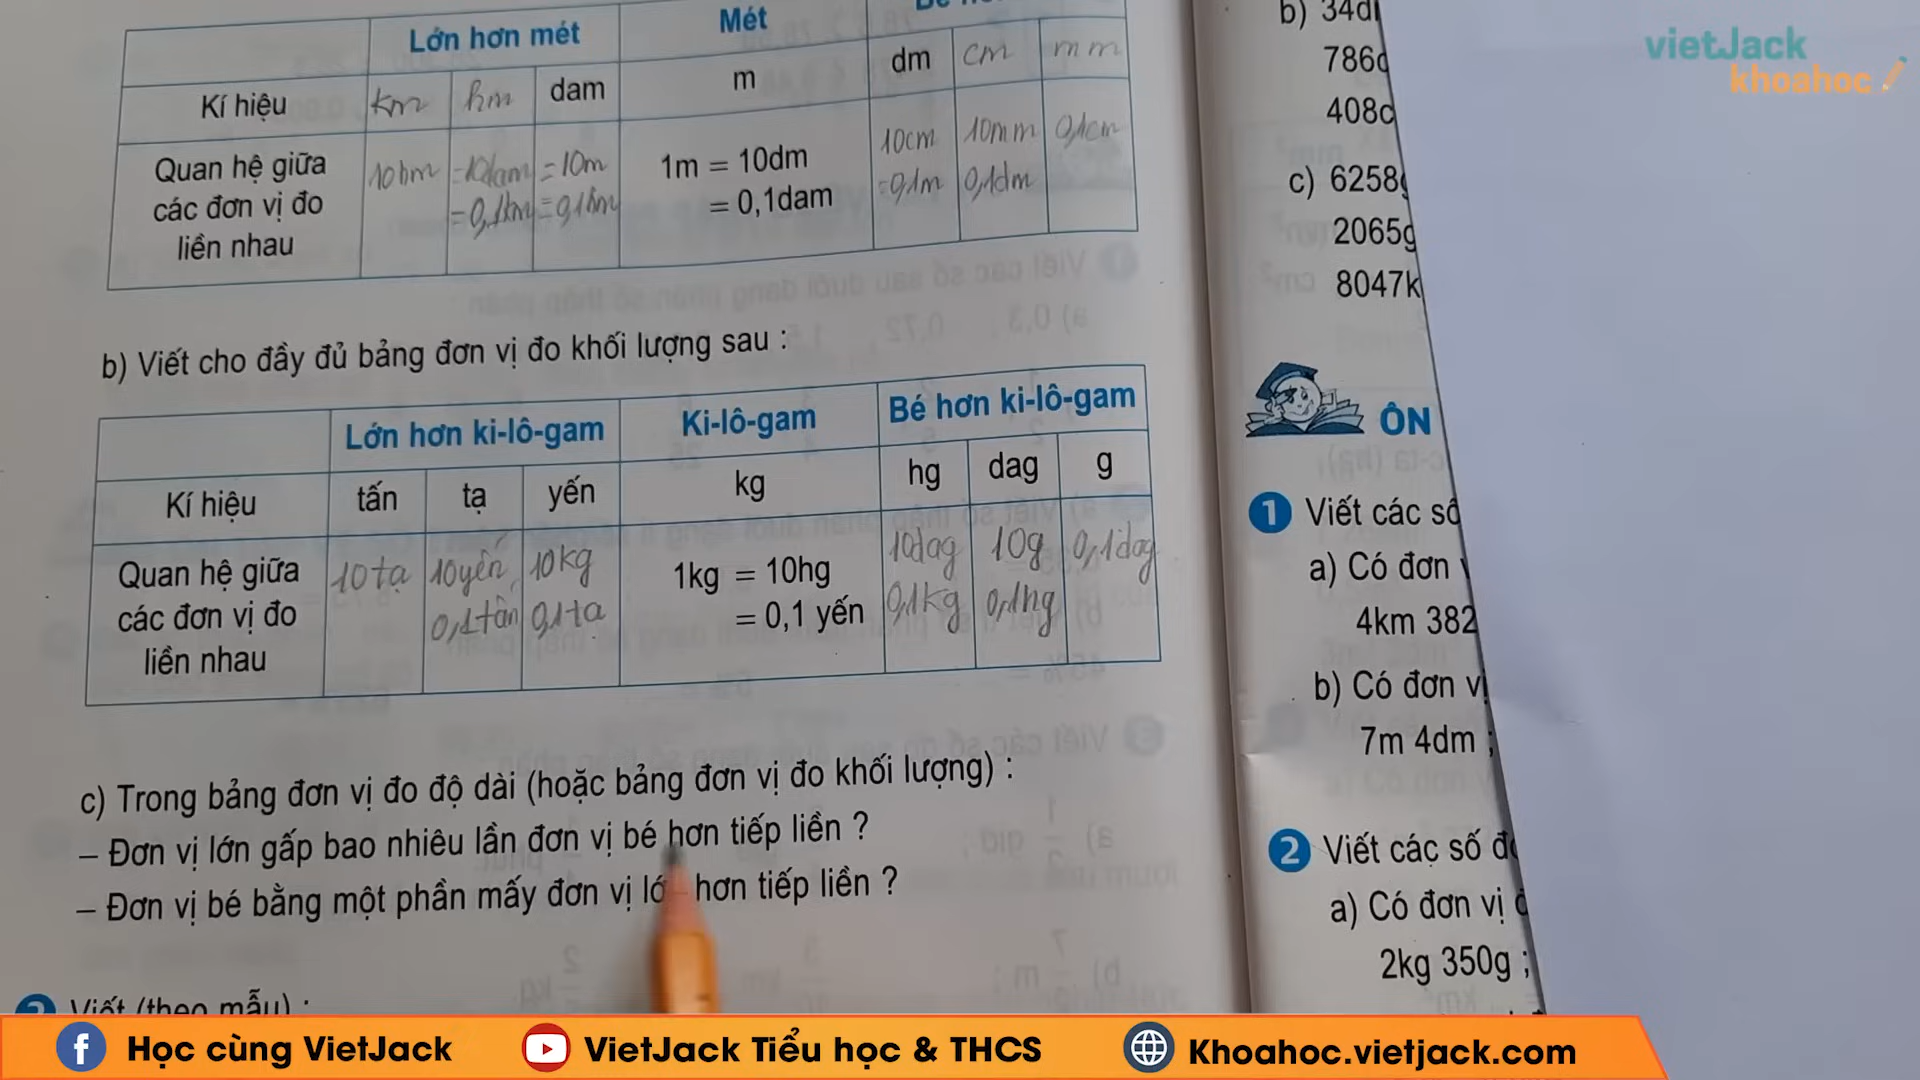 Lớn hơn mét
Mét
Kí hiệu
km
hm
dam
m
dm
cm
mm
Quan hệ giữa
các đơn vị đo
liền nhau
10hm
=10dam
=0,1km
=10m
=0,1hm
1m = 10dm
= 0,1dam
10cm
=0,1m
10mm
0,1dm
0,1cm
b) Viết cho đầy đủ bảng đơn vị đo khối lượng sau :
Lớn hơn ki-lô-gam
Ki-lô-gam
Bé hơn ki-lô-gam
Kí hiệu
tấn
tạ
yến
kg
hg
dag
g
Quan hệ giữa
các đơn vị đo
liền nhau
10tạ
10yến
0,1tấn
10kg
0,1tạ
1kg = 10hg
= 0,1 yến
10dag
0,1kg
10g
0,1hg
0,1dag
c) Trong bảng đơn vị đo độ dài (hoặc bảng đơn vị đo khối lượng) :
– Đơn vị lớn gấp bao nhiêu lần đơn vị bé hơn tiếp liền ?
– Đơn vị bé bằng một phần mấy đơn vị hơn tiếp liền ?
2 Viết (theo mẫu) :
b) 34d
786
408
c) 6258
2065
8047k
ÔN
1 Viết các số
a) Có đơn
4km 382
b) Có đơn vị
7m 4dm ;
2 Viết các số
a) Có đơn vị
2kg 350g ;
vietJack
khoahoc
Học cùng VietJack
VietJack Tiểu học & THCS
Khoahoc.vietjack.com